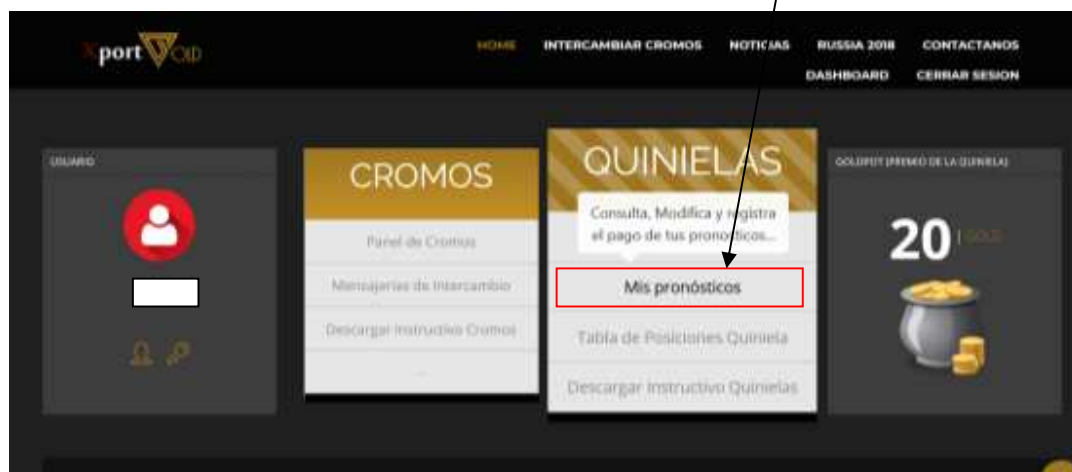 Xport GOLD
HOME INTERCAMBIAR CROMOS NOTICIAS RUSSIA 2018 CONTACTANOS
DASHBOARD CERRAR SESION
USUARIO
CROMOS
Panel de Cromos
Mensajerias de Intercambio
Descargar Instructivo Cromos
QUINIELAS
Consulta, Modifica y registra
el pago de tus pronosticos...
Mis pronósticos
Tabla de Posiciones Quiniela
Descargar Instructivo Quinielas
GOLDPOT (PREMIO DE LA QUINIELA)
20 | GOLD